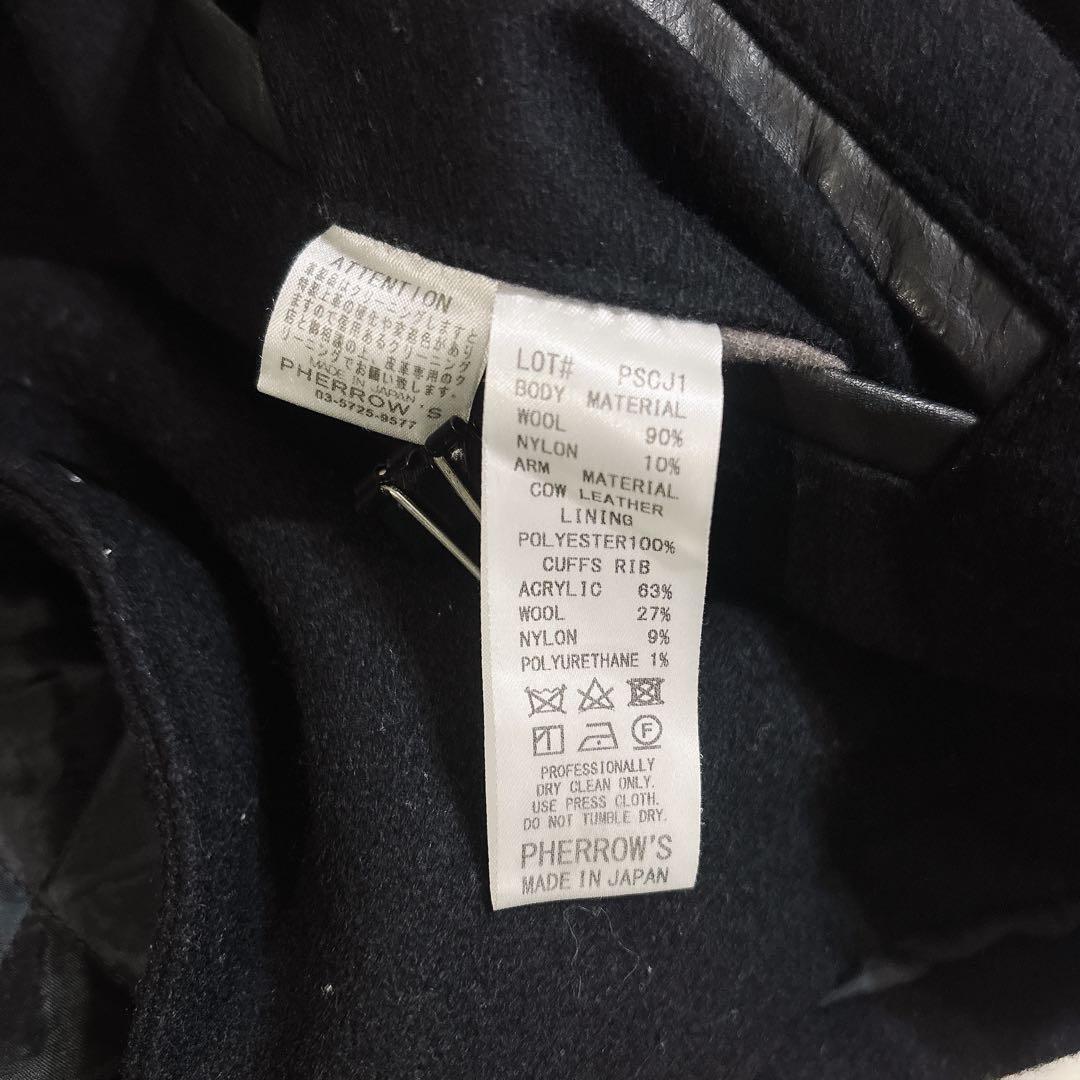 ATTENTION
MADE IN JAPAN
PHERROW'S
03-5725-9577
LOT# PSCJ1
BODY MATERIAL
WOOL 90%
NYLON 10%
ARM MATERIAL
COW LEATHER
LINING
POLYESTER100%
CUFFS RIB
ACRYLIC 63%
WOOL 27%
NYLON 9%
POLYURETHANE 1%
F
PROFESSIONALLY
DRY CLEAN ONLY.
USE PRESS CLOTH.
DO NOT TUMBLE DRY.
PHERROW'S
MADE IN JAPAN